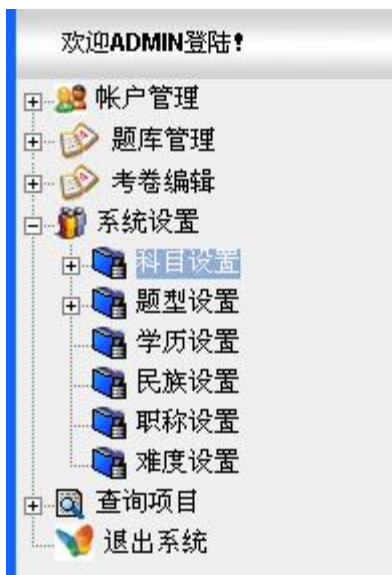 欢迎ADMIN登陆！
帐户管理
题库管理
考卷编辑
系统设置
科目设置
题型设置
学历设置
民族设置
职称设置
难度设置
查询项目
退出系统